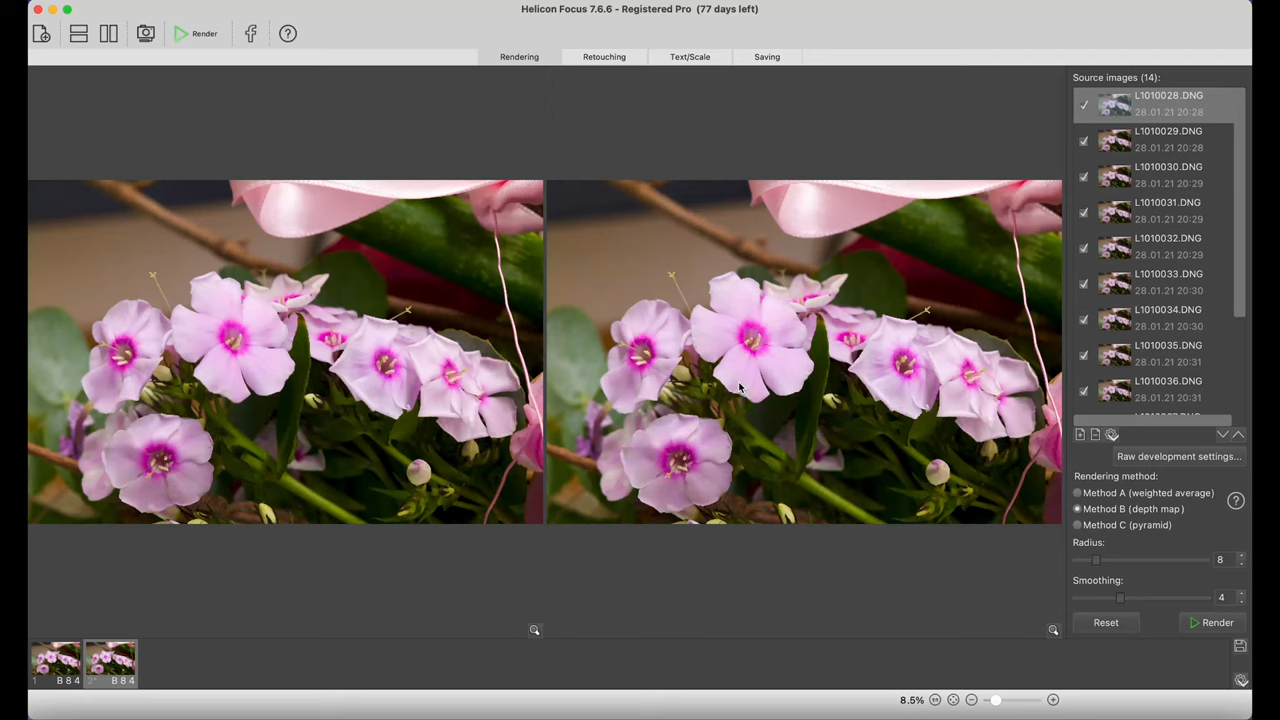 Helicon Focus 7.6.6 - Registered Pro (77 days left)
Render
Rendering
Retouching
Text/Scale
Saving
Source images (14):
L1010028.DNG
28.01.21 20:28
L1010029.DNG
28.01.21 20:28
L1010030.DNG
28.01.21 20:29
L1010031.DNG
28.01.21 20:29
L1010032.DNG
28.01.21 20:29
L1010033.DNG
28.01.21 20:30
L1010034.DNG
28.01.21 20:30
L1010035.DNG
28.01.21 20:31
L1010036.DNG
28.01.21 20:31
Raw development settings...
Rendering method:
Method A (weighted average)
Method B (depth map)
Method C (pyramid)
Radius:
8
Smoothing:
4
Reset
Render
1 B 8 4
2* B 8 4
8.5%